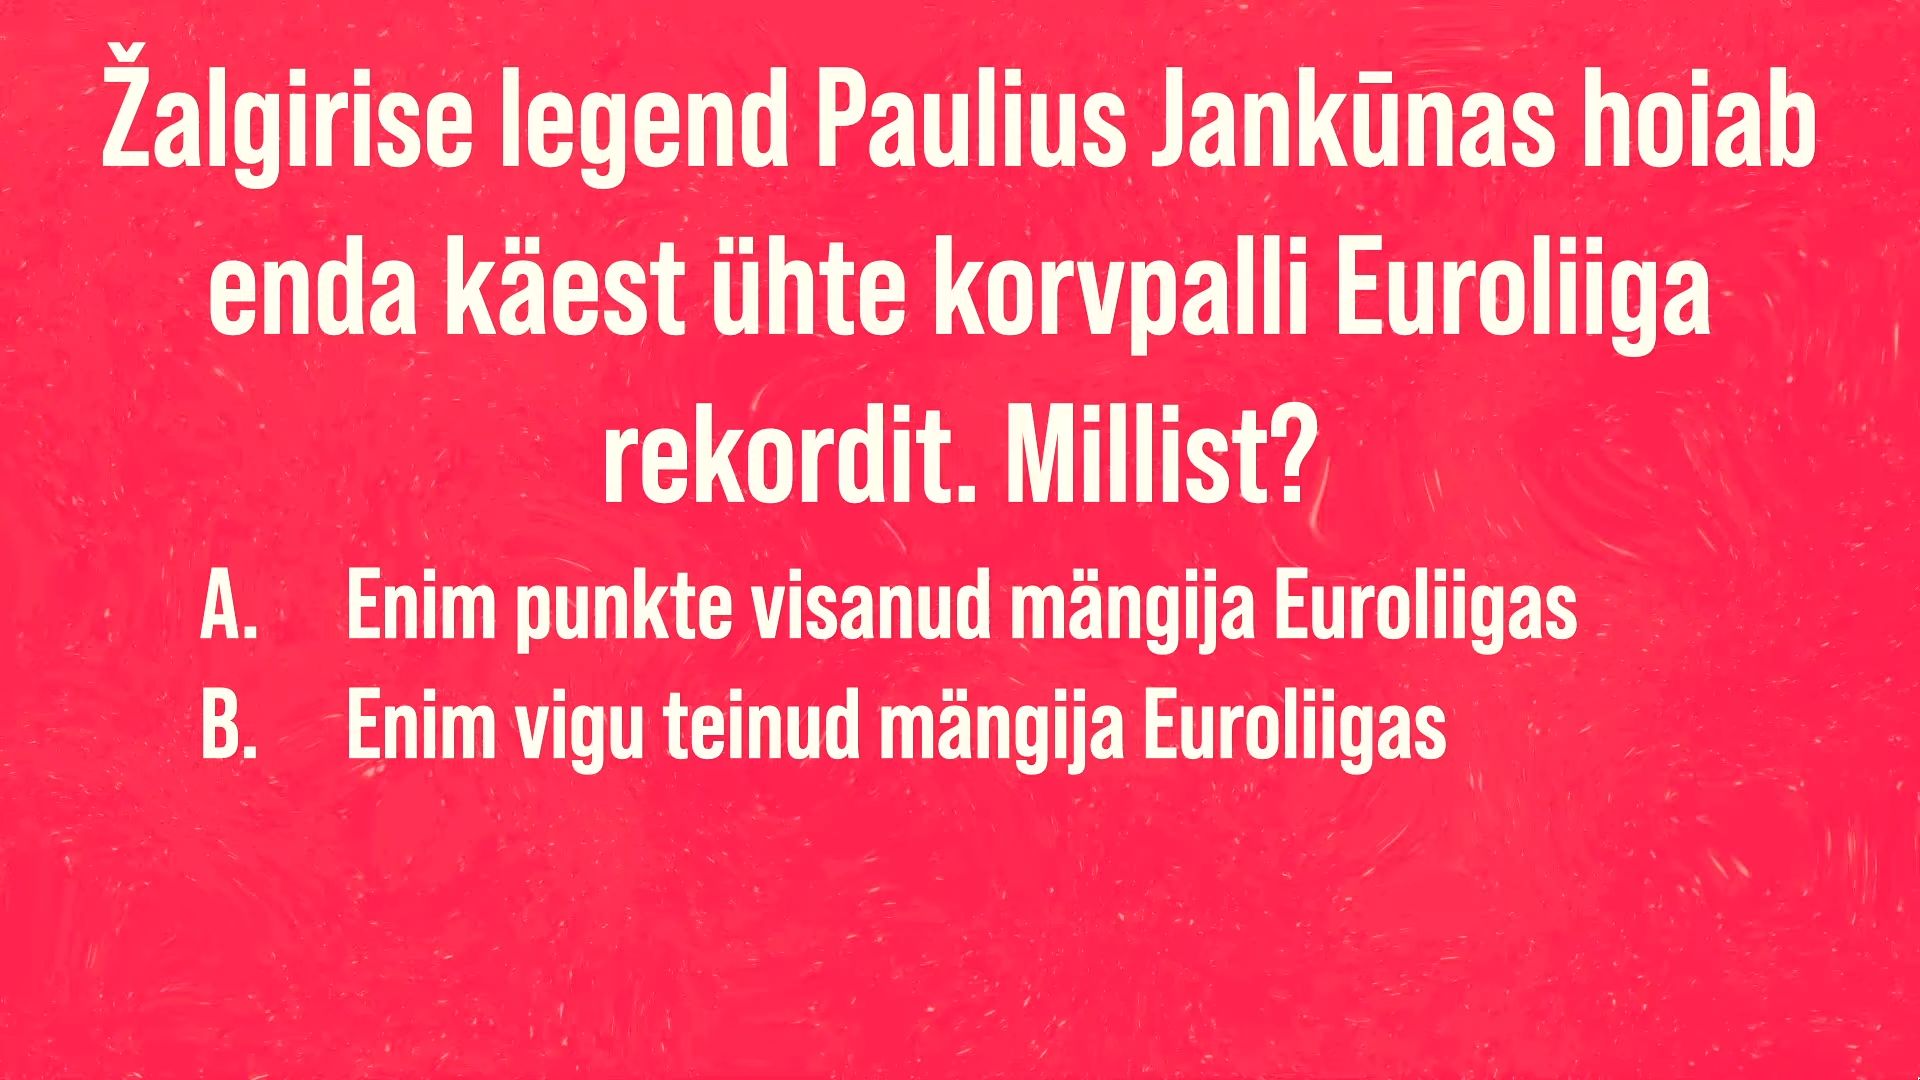 Žalgirise legend Paulius Jankūnas hoiab
enda käest ühte korvpalli Euroliiga
rekordit. Millist?
A. Enim punkte visanud mängija Euroliigas
B. Enim vigu teinud mängija Euroliigas